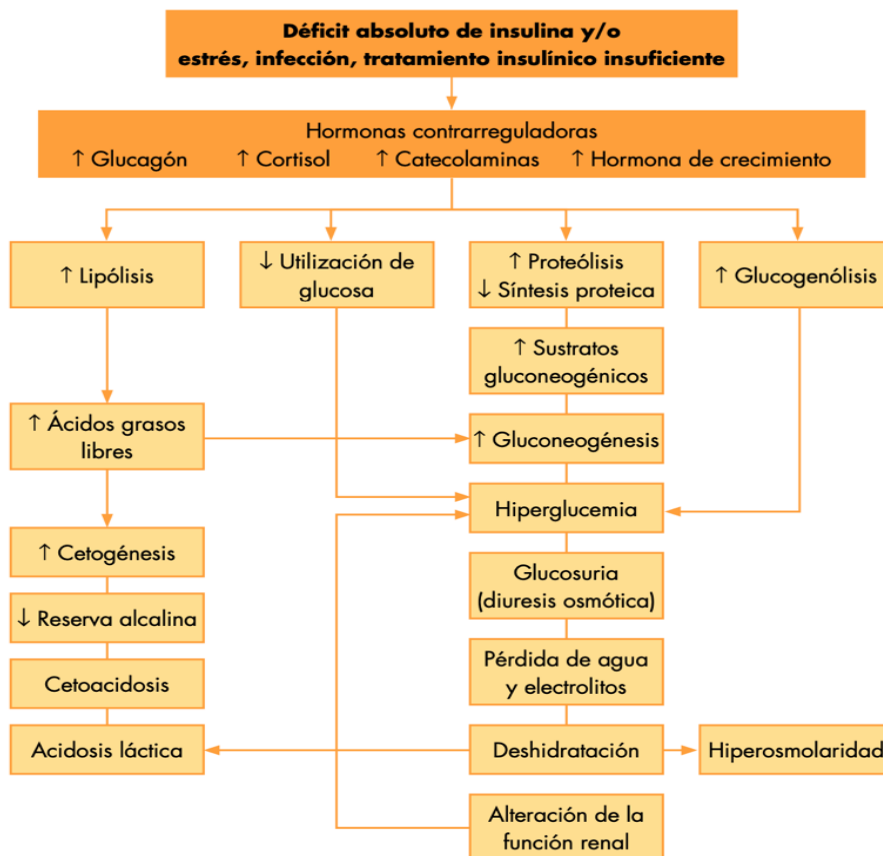 Déficit absoluto de insulina y/o
estrés, infección, tratamiento insulínico insuficiente
Hormonas contrarreguladoras
↑ Glucagón ↑ Cortisol ↑ Catecolaminas ↑ Hormona de crecimiento
↑ Lipólisis
↓ Utilización de
glucosa
↑ Proteólisis
↓ Síntesis proteica
↑ Glucogenólisis
↑ Sustratos
gluconeogénicos
↑ Ácidos grasos
libres
↑ Gluconeogénesis
Hiperglucemia
↑ Cetogénesis
Glucosuria
(diuresis osmótica)
↓ Reserva alcalina
Cetoacidosis
Pérdida de agua
y electrolitos
Acidosis láctica
Deshidratación
Hiperosmolaridad
Alteración de la
función renal